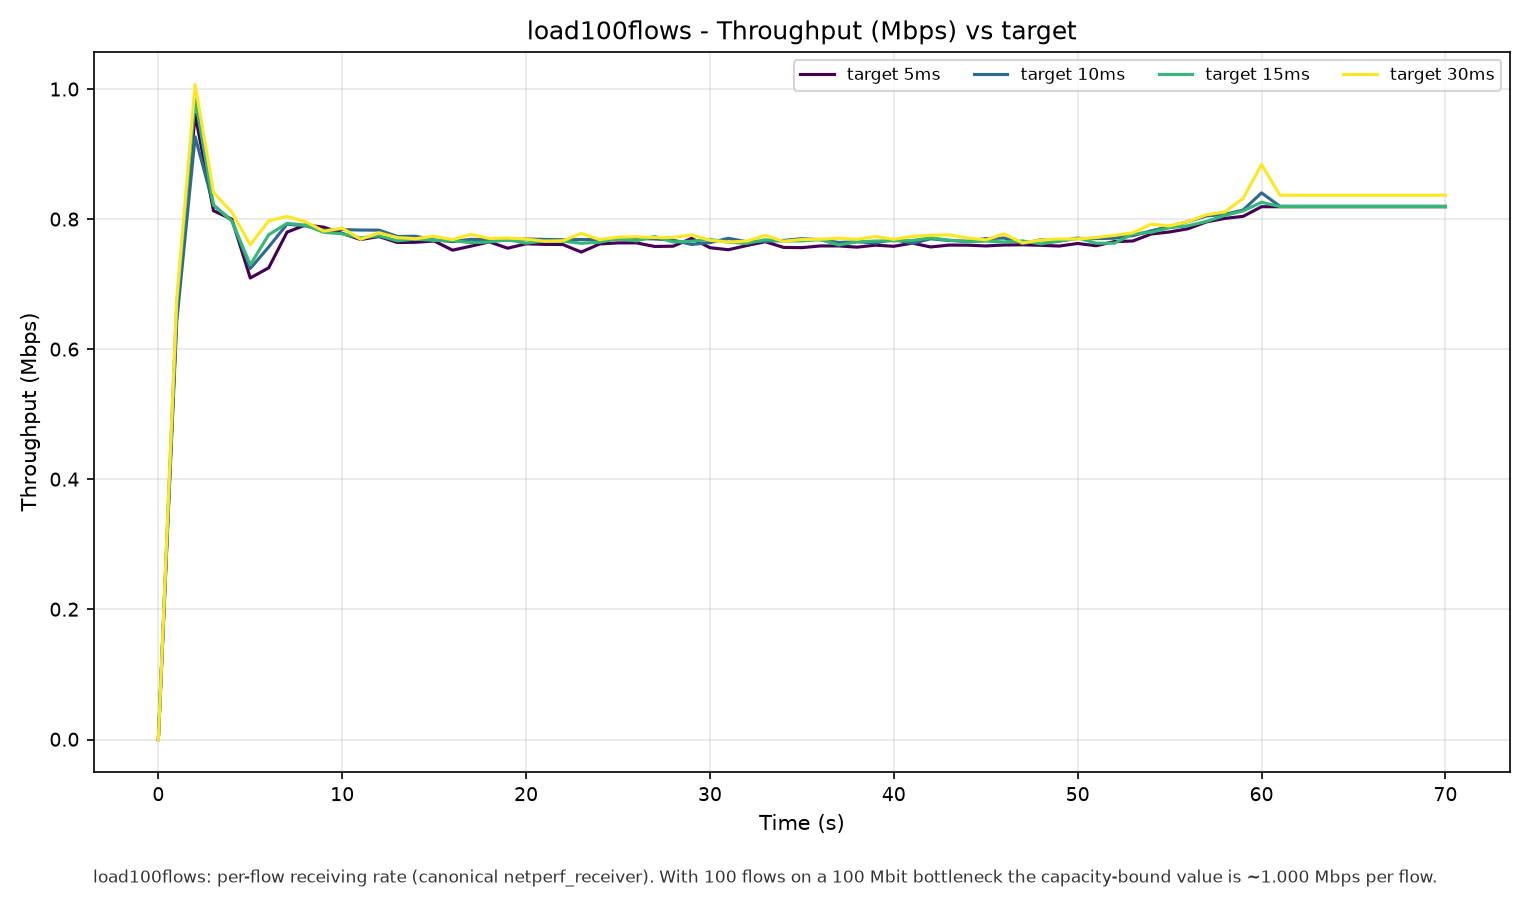 load100flows - Throughput (Mbps) vs target
target 5ms target 10ms target 15ms target 30ms
Throughput (Mbps)
1.0
0.8
0.6
0.4
0.2
0.0
0 10 20 30 40 50 60 70
Time (s)
load100flows: per-flow receiving rate (canonical netperf_receiver). With 100 flows on a 100 Mbit bottleneck the capacity-bound value is ~1.000 Mbps per flow.